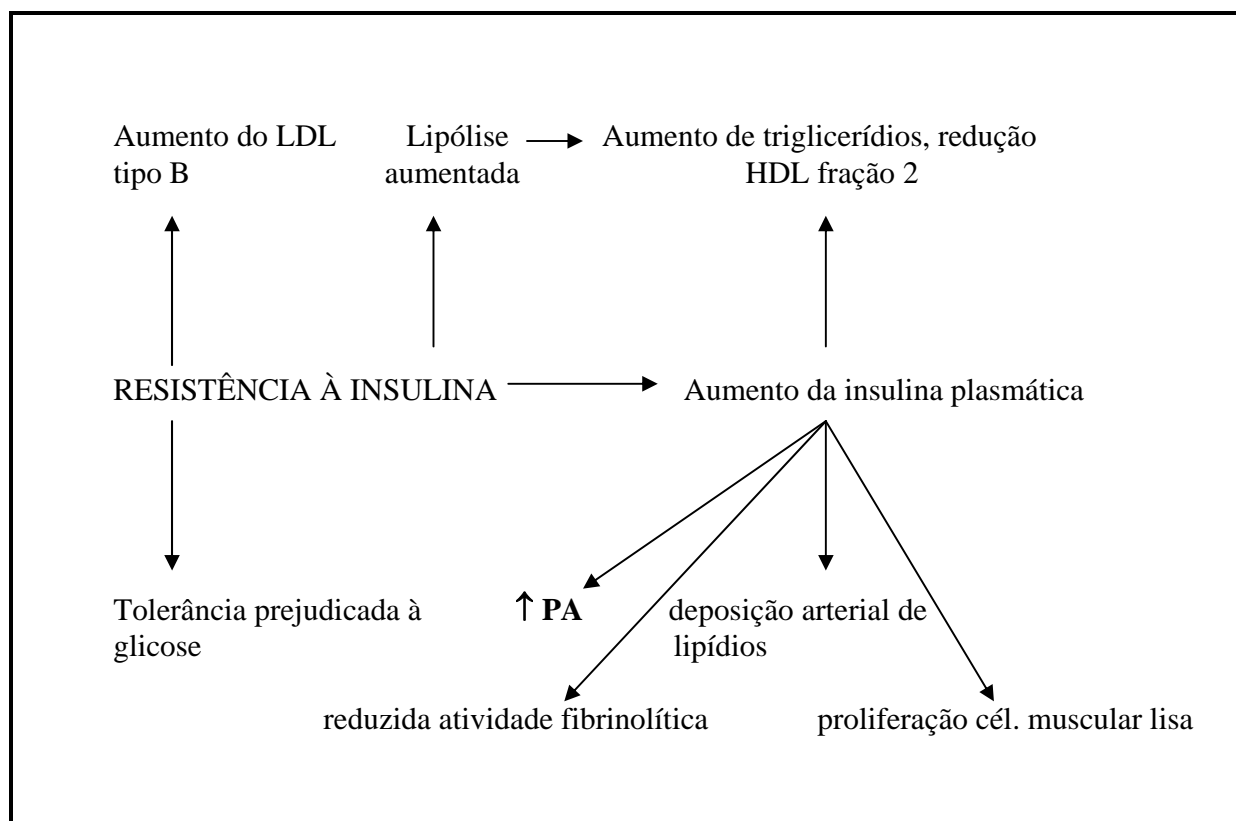 Aumento do LDL
tipo B
Lipólise
aumentada
Aumento de triglicerídios, redução
HDL fração 2
RESISTÊNCIA À INSULINA
Aumento da insulina plasmática
Tolerância prejudicada à
glicose
↑ PA
deposição arterial de
lipídios
reduzida atividade fibrinolítica
proliferação cél. muscular lisa